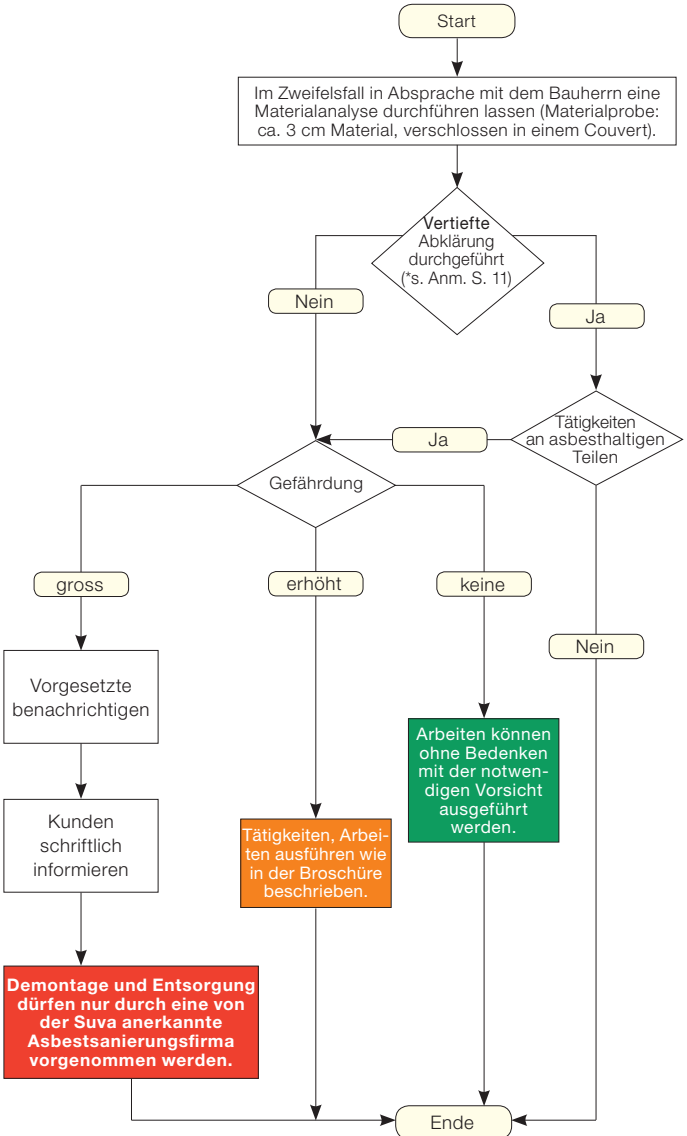 Start
Im Zweifelsfall in Absprache mit dem Bauherrn eine
Materialanalyse durchführen lassen (Materialprobe:
ca. 3 cm Material, verschlossen in einem Couvert).
Vertiefte
Abklärung
durchgeführt
(*s. Anm. S. 11)
Nein
Ja
Tätigkeiten
an asbesthaltigen
Teilen
Ja
Gefährdung
gross
erhöht
keine
Nein
Vorgesetzte
benachrichtigen
Arbeiten können
ohne Bedenken
mit der notwen-
digen Vorsicht
ausgeführt
werden.
Kunden
schriftlich
informieren
Tätigkeiten, Arbei-
ten ausführen wie
in der Broschüre
beschrieben.
Demontage und Entsorgung
dürfen nur durch eine von
der Suva anerkannte
Asbestsanierungsfirma
vorgenommen werden.
Ende